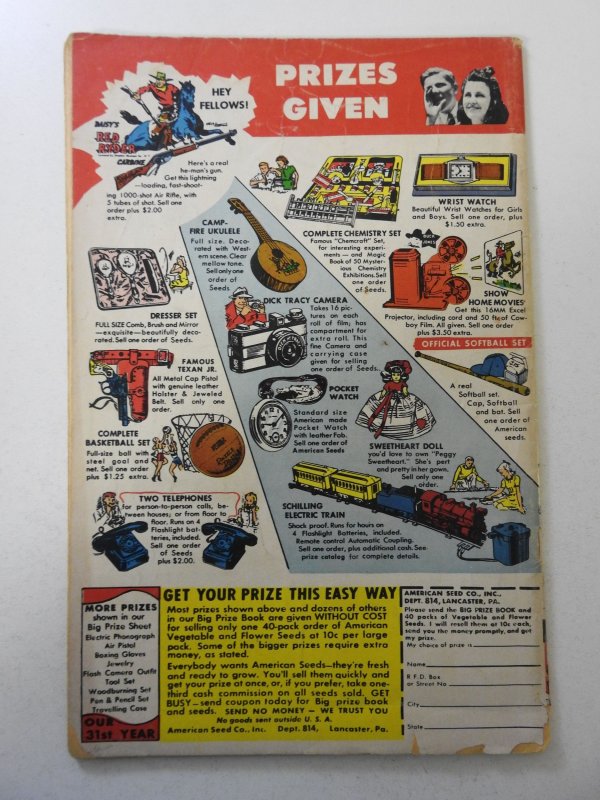 PRIZES
GIVEN
HEY
FELLOWS!
DAISY'S
RED
RYDER
CARBINE
Here's a real
he-man's gun.
Get this lightning
—loading, fast-shoot-
ing 1000-shot Air Rifle, with
5 tubes of shot. Sell one
order plus $2.00
extra.
CAMP-
FIRE UKULELE
Full size. Deco-
rated with West-
ern scene. Clear
mellow tone.
Sell only one
order of
Seeds
COMPLETE CHEMISTRY SET
Famous "Chemcraft" Set,
for interesting experi-
ments — and Magic
Book of 50 Myster-
ious Chemistry
Exhibitions. Sell
one order
of Seeds.
WRIST WATCH
Beautiful Wrist Watches for Girls
and Boys. Sell one order, plus
$1.50 extra.
BUCK
JONES
SHOW
HOME MOVIES
Get this 16MM Excel
Projector, including cord and 50 ft. of Cow-
boy Film. All given. Sell one order
plus $3.50 extra.
DRESSER SET
FULL SIZE Comb, Brush and Mirror
—exquisite—beautifully deco-
rated. Sell one order of Seeds.
DICK TRACY CAMERA
Takes 16 pic-
tures on each
roll of film; has
compartment for
extra roll. This
fine Camera and
carrying case
given for selling
one order of Seeds.
OFFICIAL SOFTBALL SET
A real
Softball set.
Cap, Softball
and bat. Sell
one order of
American
seeds.
FAMOUS
TEXAN JR.
All Metal Cap Pistol
with genuine leather
Holster & Jeweled
Belt. Sell only one
order.
POCKET
WATCH
Standard size
American made
Pocket Watch
with leather Fob.
Sell one order of
American Seeds
SWEETHEART DOLL
you'd love to own "Peggy
Sweetheart." She's pert
and pretty in her gown.
Sell only one
order.
COMPLETE
BASKETBALL SET
Full-size ball with
steel goal and
net. Sell one order
plus $1.25 extra.
TWO TELEPHONES
for person-to-person calls, be-
tween houses; or from floor to
floor. Runs on 4
Flashlight bat-
teries, included.
Sell one order
of Seeds
plus $2.00.
SCHILLING
ELECTRIC TRAIN
Shock proof. Runs for hours on
4 Flashlight Batteries, included.
Remote control Automatic Coupling.
Sell one order, plus additional cash. See
prize catalog for complete details.
MORE PRIZES
shown in our
Big Prize Sheet
Electric Phonograph
Air Pistol
Boxing Gloves
Jewelry
Flash Camera Outfit
Tool Set
Woodburning Set
Pen & Pencil Set
Travelling Case
OUR
31st YEAR
GET YOUR PRIZE THIS EASY WAY
Most prizes shown above and dozens of others
in our Big Prize Book are given WITHOUT COST
for selling only one 40-pack order of American
Vegetable and Flower Seeds at 10c per large
pack. Some of the bigger prizes require extra
money, as stated.
Everybody wants American Seeds—they're fresh
and ready to grow. You'll sell them quickly and
get your prize at once, or, if you prefer, take one-
third cash commission on all seeds sold. GET
BUSY—send coupon today for Big prize book
and seeds. SEND NO MONEY — WE TRUST YOU
No goods sent outside U. S. A.
American Seed Co., Inc. Dept. 814, Lancaster, Pa.
AMERICAN SEED CO., INC.,
DEPT. 814, LANCASTER, PA.
Please send the BIG PRIZE BOOK and
40 packs of Vegetable and Flower
Seeds. I will resell them at 10c each,
send you the money promptly, and get
my prize.
My choice of prize is
Name
R F.D. Box
or Street No.
City
State